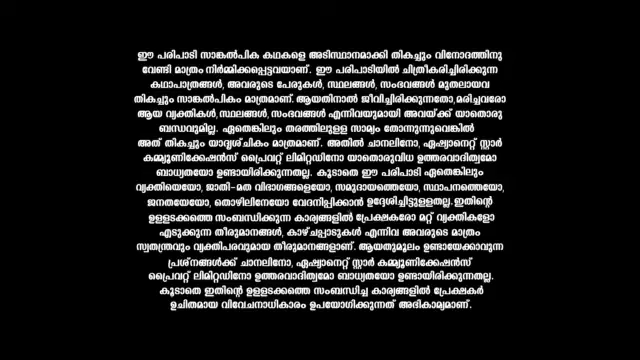 ഈ പരിപാടി സാങ്കൽപിക കഥകളെ അടിസ്ഥാനമാക്കി തികച്ചും വിനോദത്തിനു
വേണ്ടി മാത്രം നിർമ്മിക്കപ്പെട്ടവയാണ്. ഈ പരിപാടിയിൽ ചിത്രീകരിച്ചിരിക്കുന്ന
കഥാപാത്രങ്ങൾ, അവരുടെ പേരുകൾ, സ്ഥലങ്ങൾ, സംഭവങ്ങൾ മുതലായവ
തികച്ചും സാങ്കൽപികം മാത്രമാണ്. ആയതിനാൽ ജീവിച്ചിരിക്കുന്നതോ,മരിച്ചവരോ
ആയ വ്യക്തികൾ,സ്ഥലങ്ങൾ, സംഭവങ്ങൾ എന്നിവയുമായി അവയ്ക്ക് യാതൊരു
ബന്ധവുമില്ല. ഏതെങ്കിലും തരത്തിലുളള സാമ്യം തോന്നുന്നുവെങ്കിൽ
അത് തികച്ചും യാദൃശ്ചികം മാത്രമാണ്. അതിൽ ചാനലിനോ, ഏഷ്യാനെറ്റ് സ്റ്റാർ
കമ്മ്യൂണിക്കേഷൻസ് പ്രൈവറ്റ് ലിമിറ്റഡിനോ യാതൊരുവിധ ഉത്തരവാദിത്വമോ
ബാധ്യതയോ ഉണ്ടായിരിക്കുന്നതല്ല. കൂടാതെ ഈ പരിപാടി ഏതെങ്കിലും
വ്യക്തിയെയോ, ജാതി-മത വിഭാഗങ്ങളെയോ, സമുദായത്തെയോ, സ്ഥാപനത്തെയോ,
ജനതയേയോ, തൊഴിലിനേയോ വേദനിപ്പിക്കാൻ ഉദ്ദേശിച്ചിട്ടുളളതല്ല.ഇതിന്റെ
ഉളളടക്കത്തെ സംബന്ധിക്കുന്ന കാര്യങ്ങളിൽ പ്രേക്ഷകരോ മറ്റ് വ്യക്തികളോ
എടുക്കുന്ന തീരുമാനങ്ങൾ, കാഴ്ചപ്പാടുകൾ എന്നിവ അവരുടെ മാത്രം
സ്വതന്ത്രവും വ്യക്തിപരവുമായ തീരുമാനങ്ങളാണ്. ആയതുമൂലം ഉണ്ടായേക്കാവുന്ന
പ്രശ്നങ്ങൾക്ക് ചാനലിനോ, ഏഷ്യാനെറ്റ് സ്റ്റാർ കമ്മ്യൂണിക്കേഷൻസ്
പ്രൈവറ്റ് ലിമിറ്റഡിനോ ഉത്തരവാദിത്വമോ ബാധ്യതയോ ഉണ്ടായിരിക്കുന്നതല്ല.
കൂടാതെ ഇതിന്റെ ഉളളടക്കത്തെ സംബന്ധിച്ച കാര്യങ്ങളിൽ പ്രേക്ഷകർ
ഉചിതമായ വിവേചനാധികാരം ഉപയോഗിക്കുന്നത് അഭികാമ്യമാണ്.